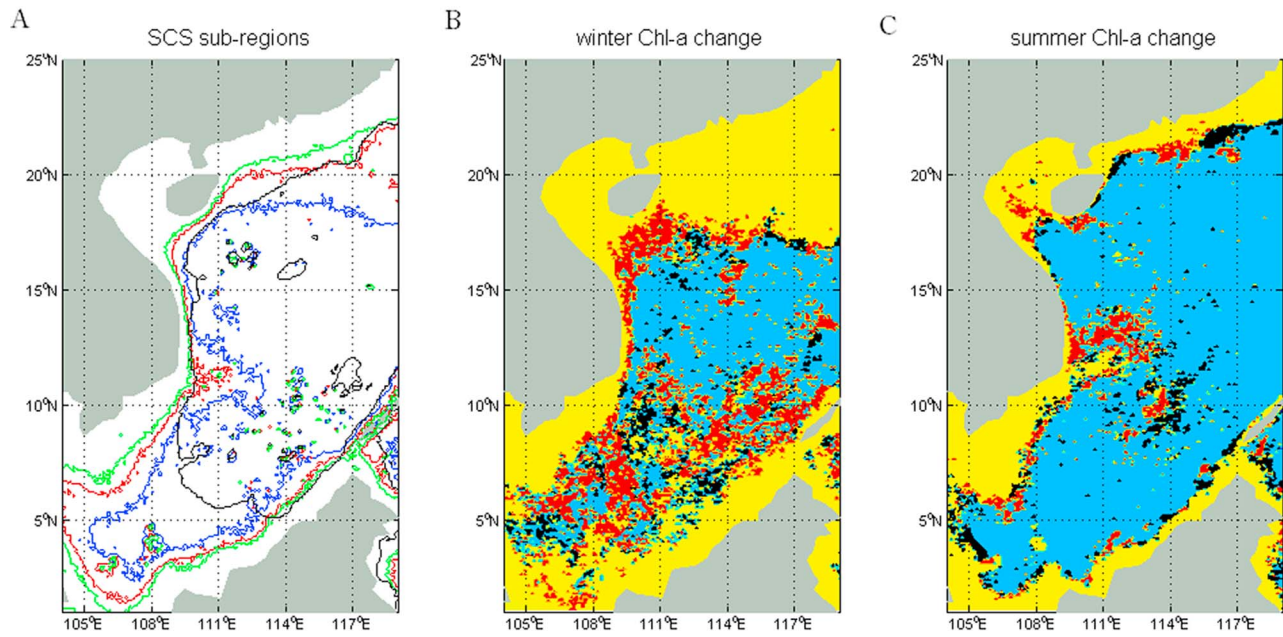 A
SCS sub-regions
25°N
20°N
15°N
10°N
5°N
105°E 108°E 111°E 114°E 117°E
B
winter Chl-a change
25°N
20°N
15°N
10°N
5°N
105°E 108°E 111°E 114°E 117°E
C
summer Chl-a change
25°N
20°N
15°N
10°N
5°N
105°E 108°E 111°E 114°E 117°E